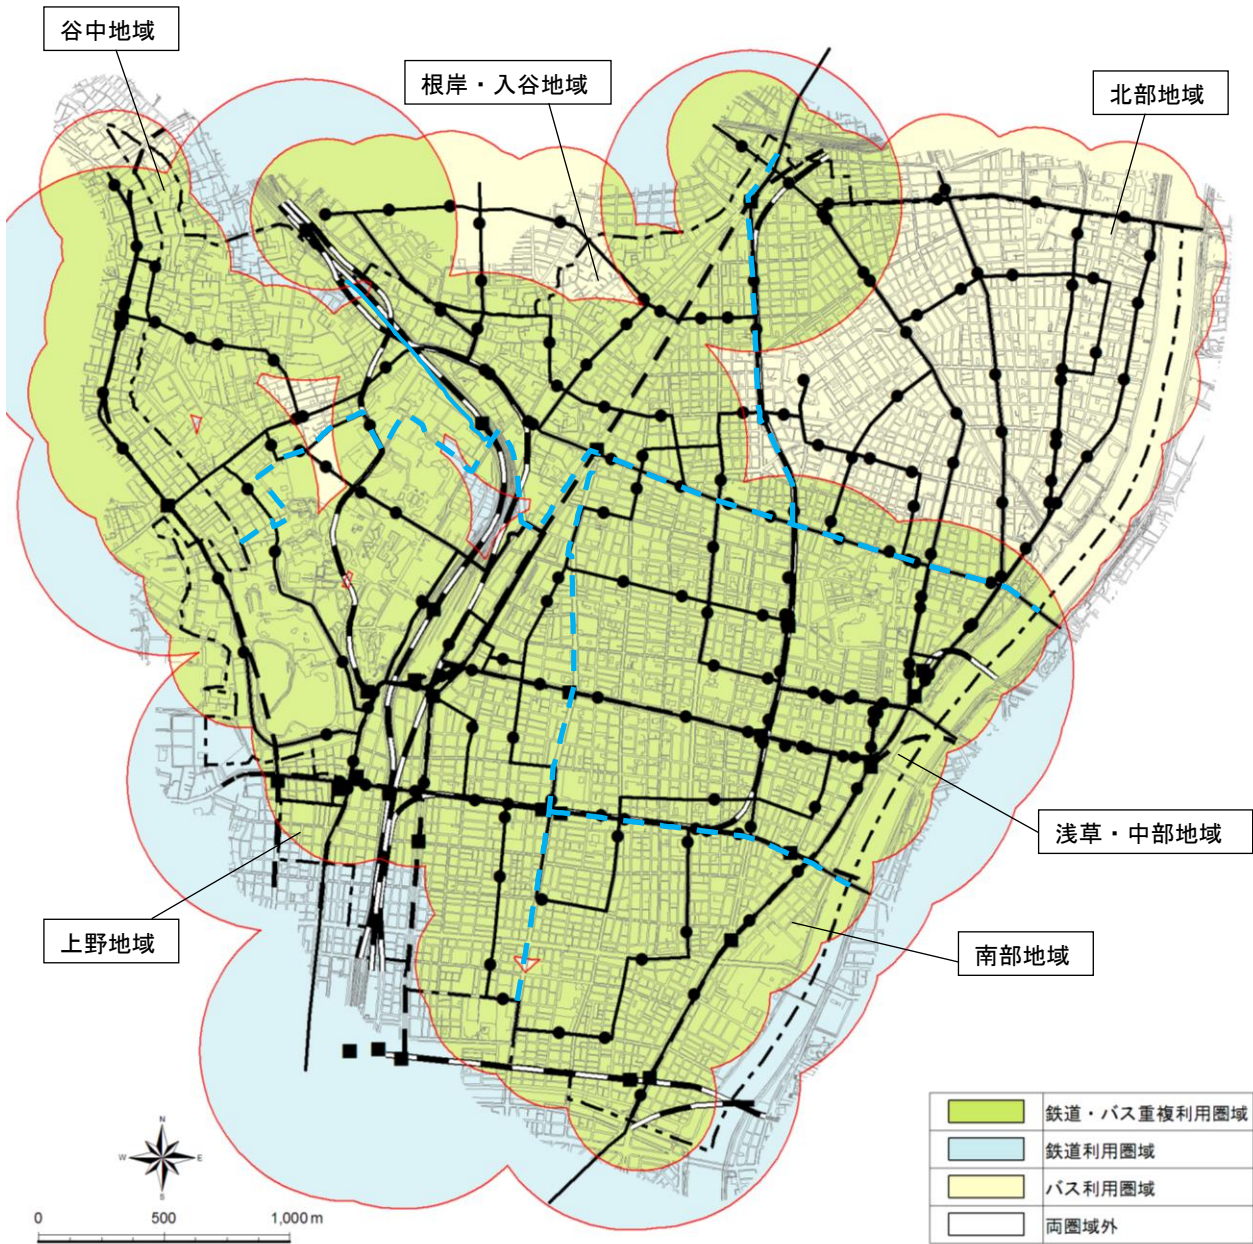 谷中地域
根岸・入谷地域
北部地域
浅草・中部地域
上野地域
南部地域
N
W
E
S
0
500
1,000 m
鉄道・バス重複利用圏域
鉄道利用圏域
バス利用圏域
両圏域外